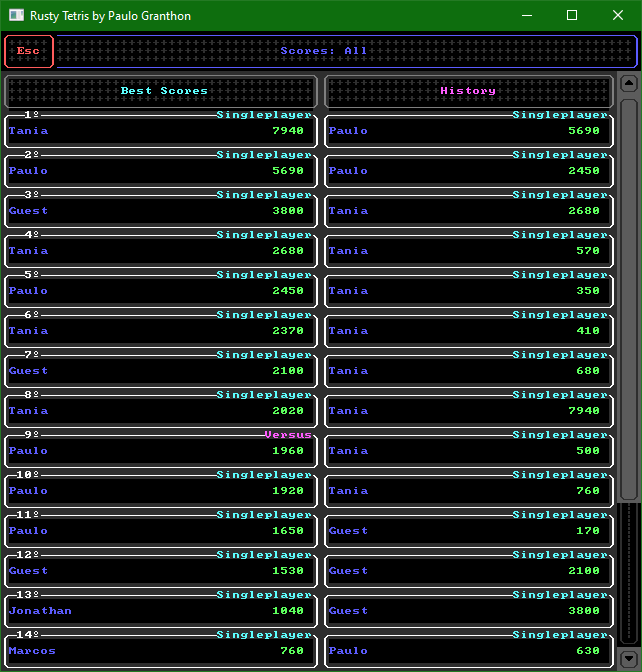 Rusty Tetris by Paulo Granthon
Esc
Scores: All
Best Scores
1º Singleplayer
Tania 7940
2º Singleplayer
Paulo 5690
3º Singleplayer
Guest 3800
4º Singleplayer
Tania 2680
5º Singleplayer
Paulo 2450
6º Singleplayer
Tania 2370
7º Singleplayer
Guest 2100
8º Singleplayer
Tania 2020
9º Versus
Paulo 1960
10º Singleplayer
Paulo 1920
11º Singleplayer
Paulo 1650
12º Singleplayer
Guest 1530
13º Singleplayer
Jonathan 1040
14º Singleplayer
Marcos 760
History
Singleplayer
Paulo 5690
Singleplayer
Paulo 2450
Singleplayer
Tania 2680
Singleplayer
Tania 570
Singleplayer
Tania 350
Singleplayer
Tania 410
Singleplayer
Tania 680
Singleplayer
Tania 7940
Singleplayer
Tania 500
Singleplayer
Tania 760
Singleplayer
Guest 170
Singleplayer
Guest 2100
Singleplayer
Guest 3800
Singleplayer
Paulo 630